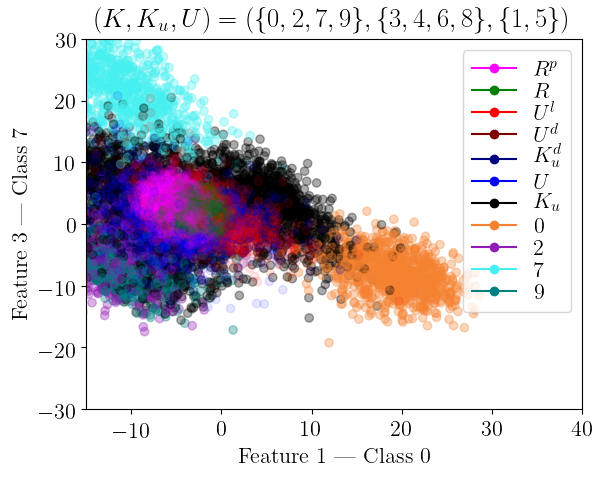 (K, K_u, U) = ({0, 2, 7, 9}, {3, 4, 6, 8}, {1, 5})
30
20
10
0
−10
−20
−30
−10
0
10
20
30
40
Feature 3 — Class 7
Feature 1 — Class 0
R^p
R
U^l
U^d
K_u^d
U
K_u
0
2
7
9